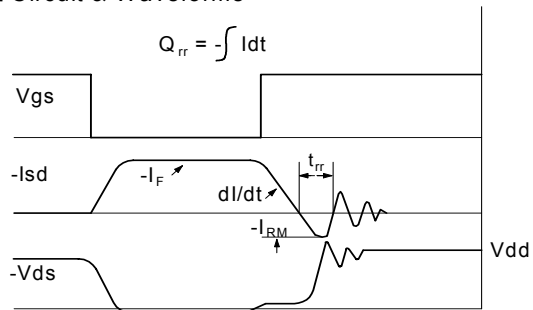 Circuit & Waveforms
Qrr = -∫ Idt
Vgs
trr
-Isd
-IF
dI/dt
-IRM
Vdd
-Vds